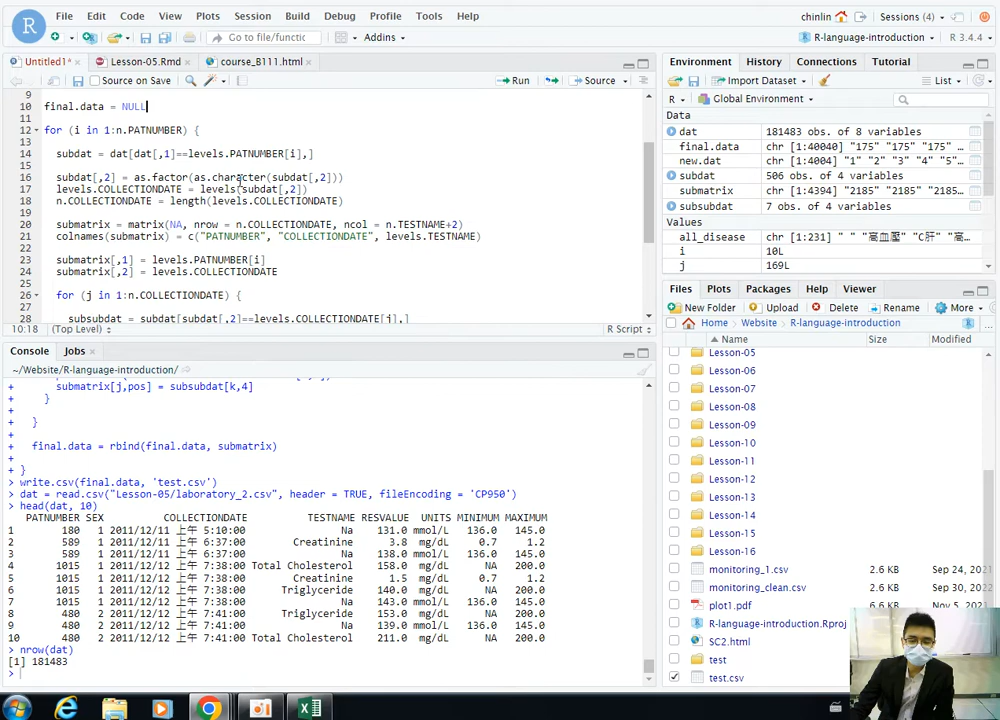 File Edit Code View Plots Session Build Debug Profile Tools Help
chinlin Sessions (4)
R
Go to file/function
Addins
R-language-introduction
R 3.4.4
Untitled1* × Lesson-05.Rmd × course_B111.html ×
Source on Save Run Source
9
10 final.data = NULL
11
12 for (i in 1:n.PATNUMBER) {
13
14 subdat = dat[dat[,1]==levels.PATNUMBER[i],]
15
16 subdat[,2] = as.factor(as.character(subdat[,2]))
17 levels.COLLECTIONDATE = levels(subdat[,2])
18 n.COLLECTIONDATE = length(levels.COLLECTIONDATE)
19
20 submatrix = matrix(NA, nrow = n.COLLECTIONDATE, ncol = n.TESTNAME+2)
21 colnames(submatrix) = c("PATNUMBER", "COLLECTIONDATE", levels.TESTNAME)
22
23 submatrix[,1] = levels.PATNUMBER[i]
24 submatrix[,2] = levels.COLLECTIONDATE
25
26 for (j in 1:n.COLLECTIONDATE) {
27
28 subsubdat = subdat[subdat[,2]==levels.COLLECTIONDATE[j],]
10:18 (Top Level) R Script
Console Jobs ×
~/Website/R-language-introduction/
+ submatrix[j,pos] = subsubdat[k,4]
+ }
+
+ }
+
+ final.data = rbind(final.data, submatrix)
+
+ }
> write.csv(final.data, 'test.csv')
> dat = read.csv("Lesson-05/laboratory_2.csv", header = TRUE, fileEncoding = 'CP950')
> head(dat, 10)
PATNUMBER SEX COLLECTIONDATE TESTNAME RESVALUE UNITS MINIMUM MAXIMUM
1 180 1 2011/12/11 上午 5:10:00 Na 131.0 mmol/L 136.0 145.0
2 589 1 2011/12/11 上午 6:37:00 Creatinine 3.8 mg/dL 0.7 1.2
3 589 1 2011/12/11 上午 6:37:00 Na 138.0 mmol/L 136.0 145.0
4 1015 1 2011/12/12 上午 7:38:00 Total Cholesterol 158.0 mg/dL NA 200.0
5 1015 1 2011/12/12 上午 7:38:00 Creatinine 1.5 mg/dL 0.7 1.2
6 1015 1 2011/12/12 上午 7:38:00 Triglyceride 140.0 mg/dL NA 200.0
7 1015 1 2011/12/12 上午 7:38:00 Na 143.0 mmol/L 136.0 145.0
8 480 2 2011/12/12 上午 7:41:00 Triglyceride 153.0 mg/dL NA 200.0
9 480 2 2011/12/12 上午 7:41:00 Na 139.0 mmol/L 136.0 145.0
10 480 2 2011/12/12 上午 7:41:00 Total Cholesterol 211.0 mg/dL NA 200.0
> nrow(dat)
[1] 181483
>
Environment History Connections Tutorial
Import Dataset List
R Global Environment
Data
dat 181483 obs. of 8 variables
final.data chr [1:40040] "175" "175" "175"
new.dat chr [1:4004] "1" "2" "3" "4" "5"
subdat 506 obs. of 4 variables
submatrix chr [1:4394] "2185" "2185" "2185…
subsubdat 7 obs. of 4 variables
Values
all_disease chr [1:231] " " "高血壓" "C肝" "高…
i 10L
j 169L
Files Plots Packages Help Viewer
New Folder Upload Delete Rename More
Home Website R-language-introduction
Name Size Modified
Lesson-05
Lesson-06
Lesson-07
Lesson-08
Lesson-09
Lesson-10
Lesson-11
Lesson-12
Lesson-13
Lesson-14
Lesson-15
Lesson-16
monitoring_1.csv 2.6 KB Sep 24, 202
monitoring_clean.csv 2.6 KB Sep 30, 202
plot1.pdf 6.6 KB Nov 5, 202
R-language-introduction.Rproj
SC2.html
test
test.csv